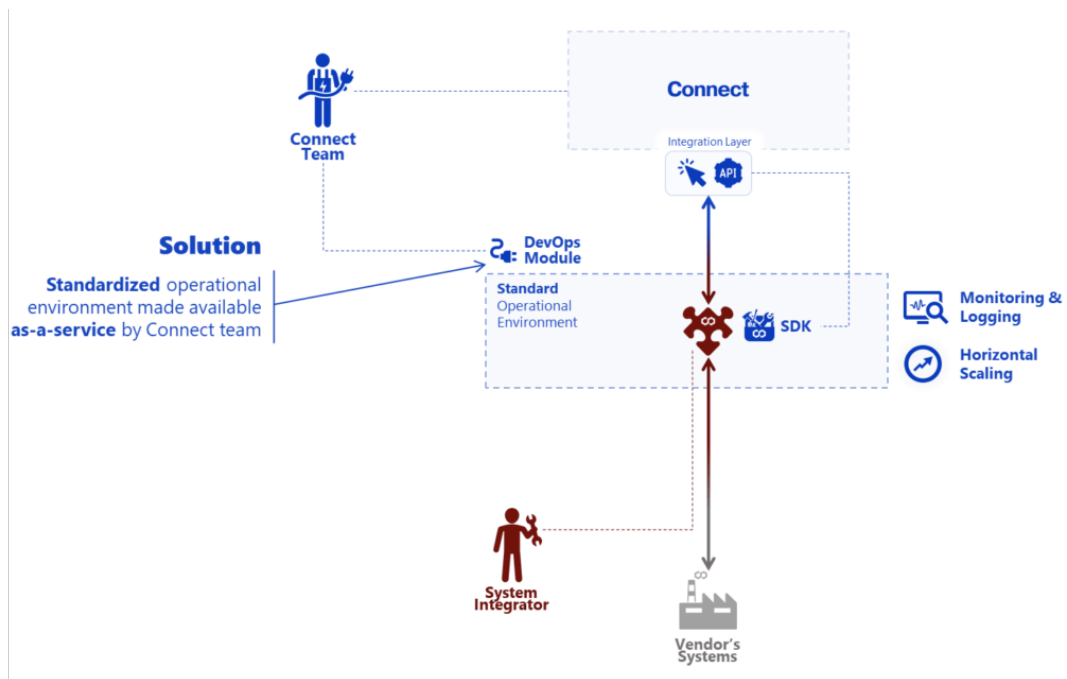 Connect
Integration Layer
API
Connect
Team
Solution
Standardized operational
environment made available
as-a-service by Connect team
DevOps
Module
Standard
Operational
Environment
SDK
Monitoring &
Logging
Horizontal
Scaling
System
Integrator
Vendor's
Systems